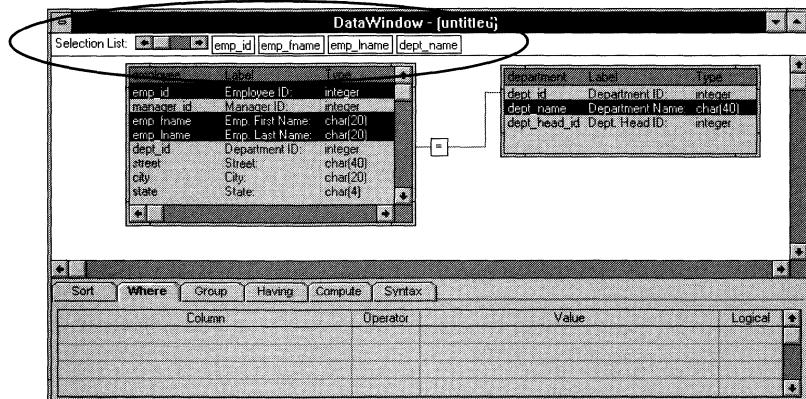 DataWindow - (untitled)
Selection List: emp_id emp_fname emp_lname dept_name
employee Label Type
emp_id Employee ID: integer
manager_id Manager ID: integer
emp_fname Emp. First Name: char(20)
emp_lname Emp. Last Name: char(20)
dept_id Department ID: integer
street Street: char(40)
city City: char(20)
state State: char(4)
=
department Label Type
dept_id Department ID: integer
dept_name Department Name: char(40)
dept_head_id Dept. Head ID: integer
Sort Where Group Having Compute Syntax
Column Operator Value Logical